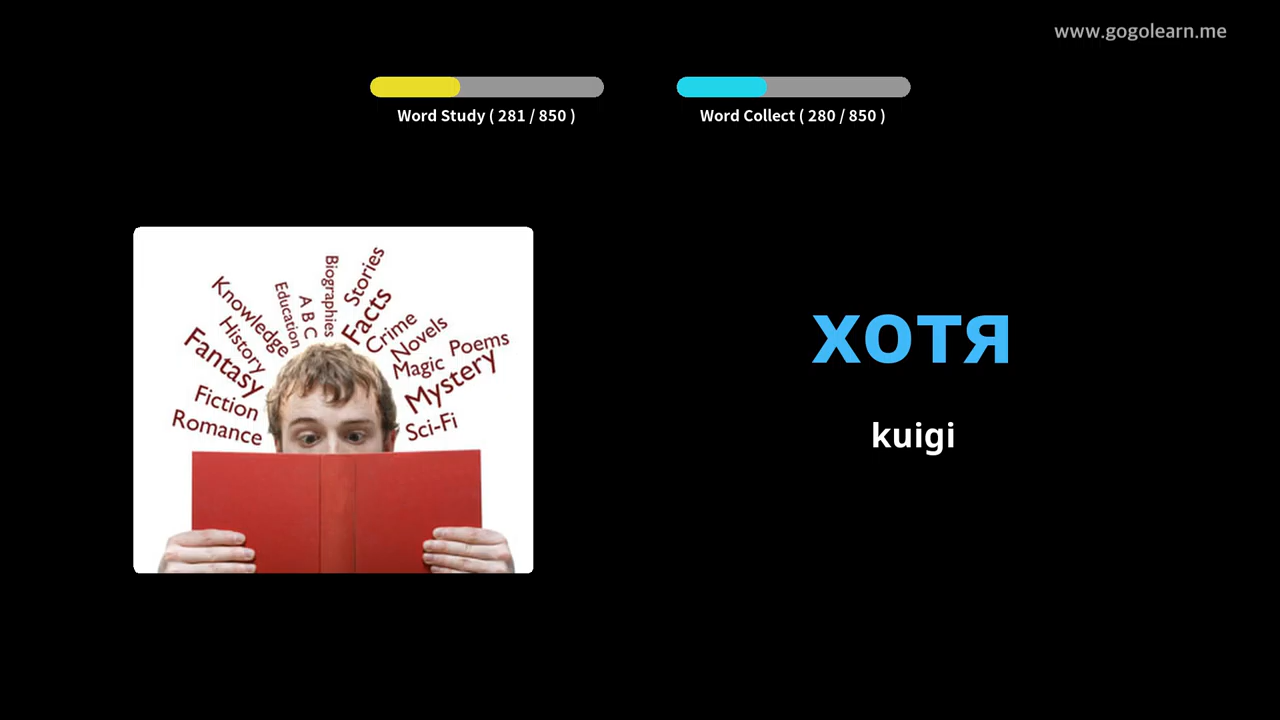 www.gogolearn.me
Word Study ( 281 / 850 )
Word Collect ( 280 / 850 )
Biographies
Stories
Education
A B C
Facts
Knowledge
Crime
History
Novels
Fantasy
Magic
Poems
Mystery
Fiction
Romance
Sci-Fi
хотя
kuigi